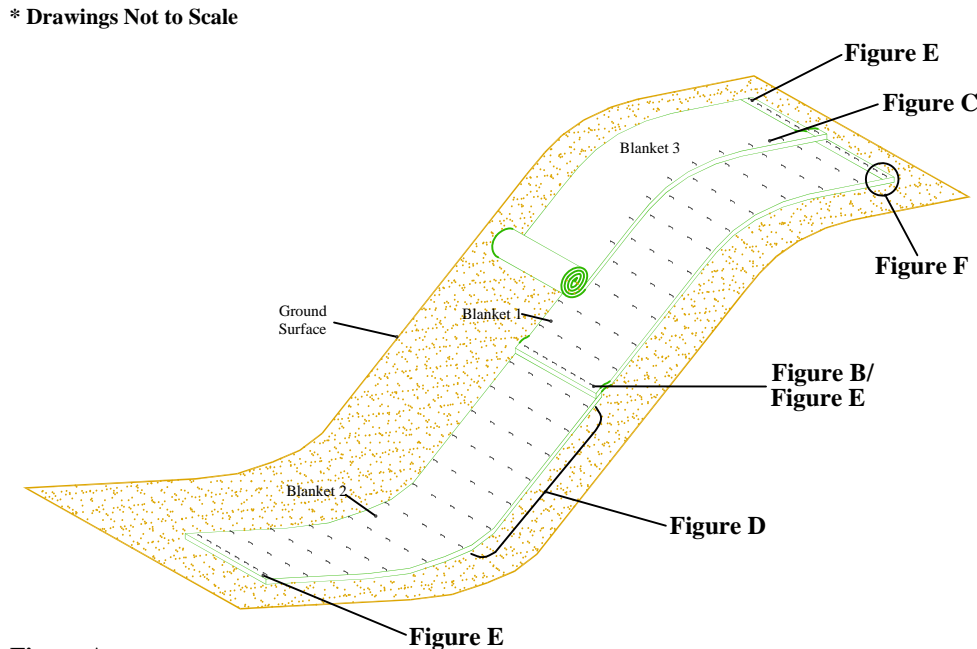 * Drawings Not to Scale
Figure E
Figure C
Blanket 3
Figure F
Ground
Surface
Blanket 1
Figure B/
Figure E
Blanket 2
Figure D
Figure E